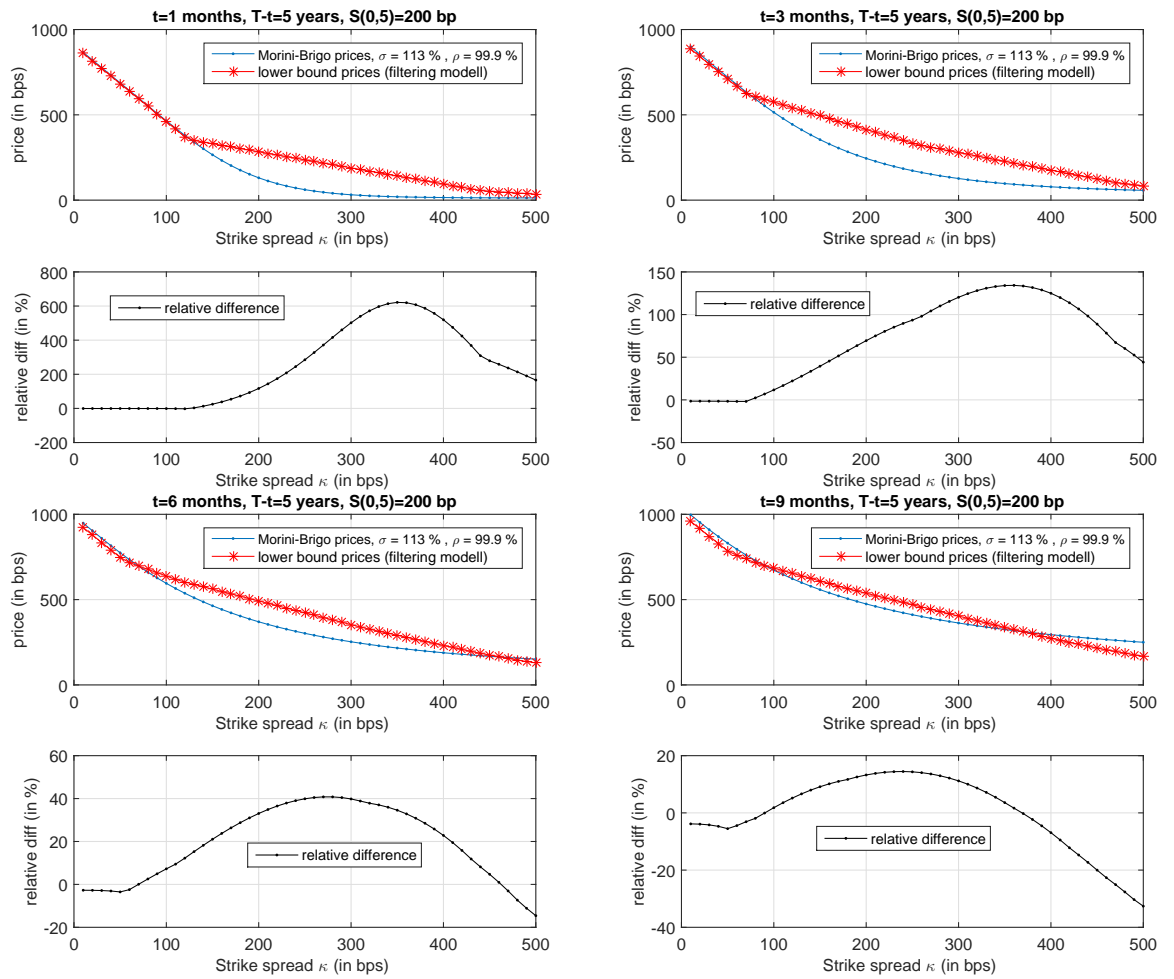 t=1 months, T-t=5 years, S(0,5)=200 bp
1000
500
0
price (in bps)
Morini-Brigo prices, σ = 113 % , ρ = 99.9 %
lower bound prices (filtering modell)
0 100 200 300 400 500
Strike spread κ (in bps)
800
600
400
200
0
-200
relative diff (in %)
relative difference
0 100 200 300 400 500
Strike spread κ (in bps)
t=3 months, T-t=5 years, S(0,5)=200 bp
1000
500
0
price (in bps)
Morini-Brigo prices, σ = 113 % , ρ = 99.9 %
lower bound prices (filtering modell)
0 100 200 300 400 500
Strike spread κ (in bps)
150
100
50
0
-50
relative diff (in %)
relative difference
0 100 200 300 400 500
Strike spread κ (in bps)
t=6 months, T-t=5 years, S(0,5)=200 bp
1000
500
0
price (in bps)
Morini-Brigo prices, σ = 113 % , ρ = 99.9 %
lower bound prices (filtering modell)
0 100 200 300 400 500
Strike spread κ (in bps)
60
40
20
0
-20
relative diff (in %)
relative difference
0 100 200 300 400 500
Strike spread κ (in bps)
t=9 months, T-t=5 years, S(0,5)=200 bp
1000
500
0
price (in bps)
Morini-Brigo prices, σ = 113 % , ρ = 99.9 %
lower bound prices (filtering modell)
0 100 200 300 400 500
Strike spread κ (in bps)
20
0
-20
-40
relative diff (in %)
relative difference
0 100 200 300 400 500
Strike spread κ (in bps)